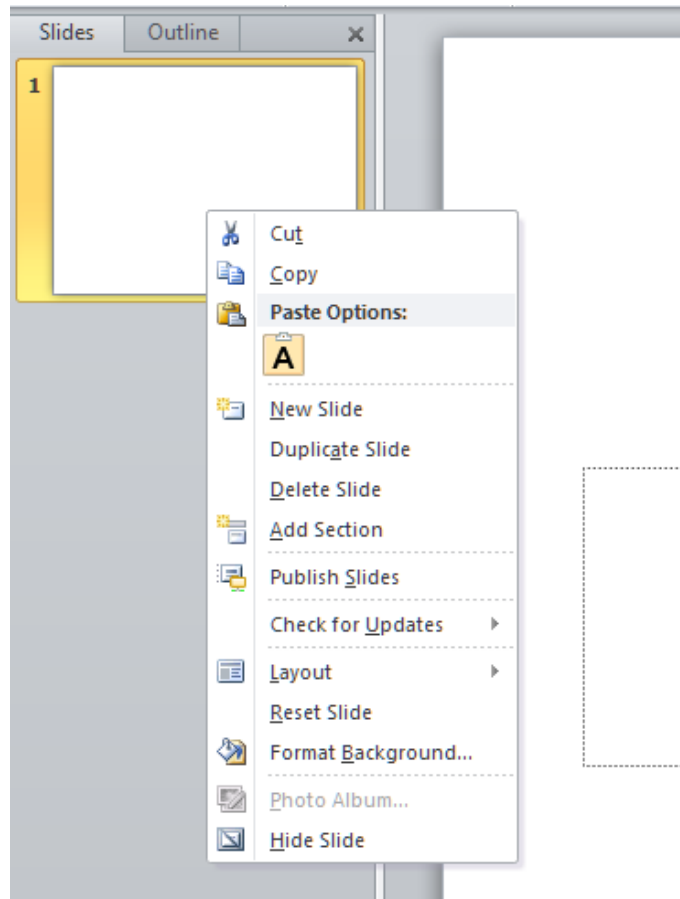 Slides Outline
1
Cut
Copy
Paste Options:
A
New Slide
Duplicate Slide
Delete Slide
Add Section
Publish Slides
Check for Updates
Layout
Reset Slide
Format Background...
Photo Album...
Hide Slide